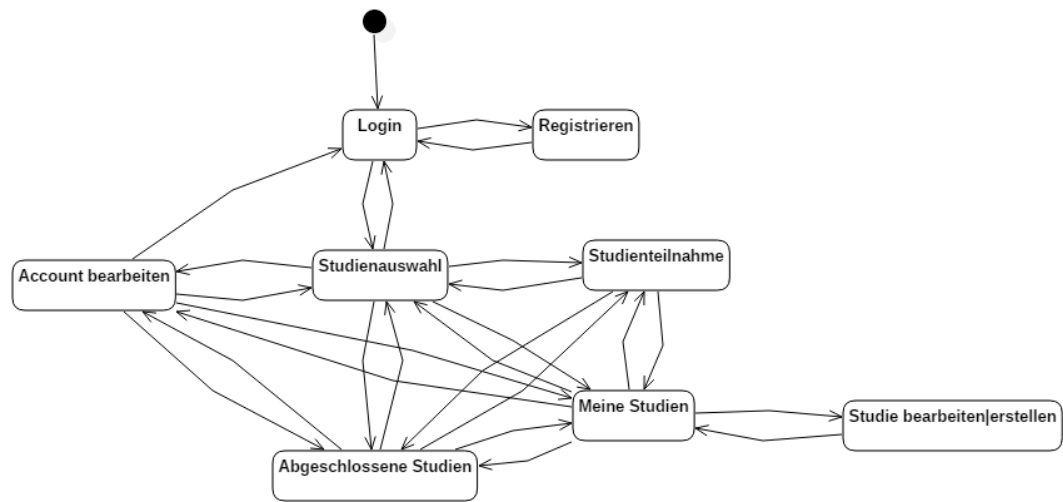 Login
Registrieren
Studienauswahl
Studienteilnahme
Account bearbeiten
Meine Studien
Studie bearbeiten|erstellen
Abgeschlossene Studien